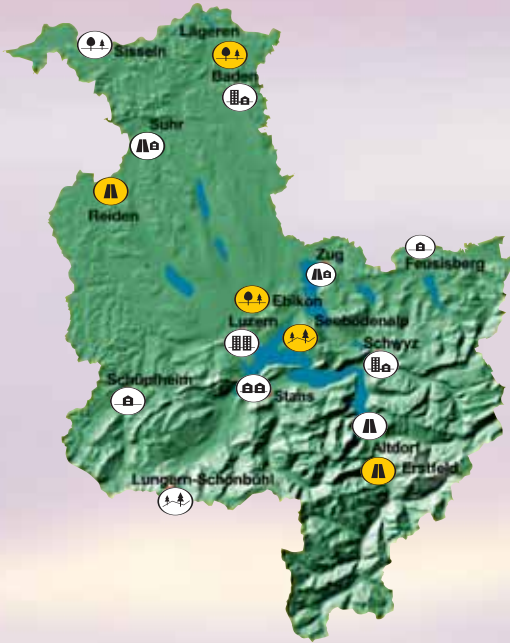 Lägeren
Sisseln
Baden
Suhr
Reiden
Zug
Feusisberg
Ebikon
Luzern
Seebodenalp
Schwyz
Schüpfheim
Stans
Altdorf
Erstfeld
Lungern-Schönbühl